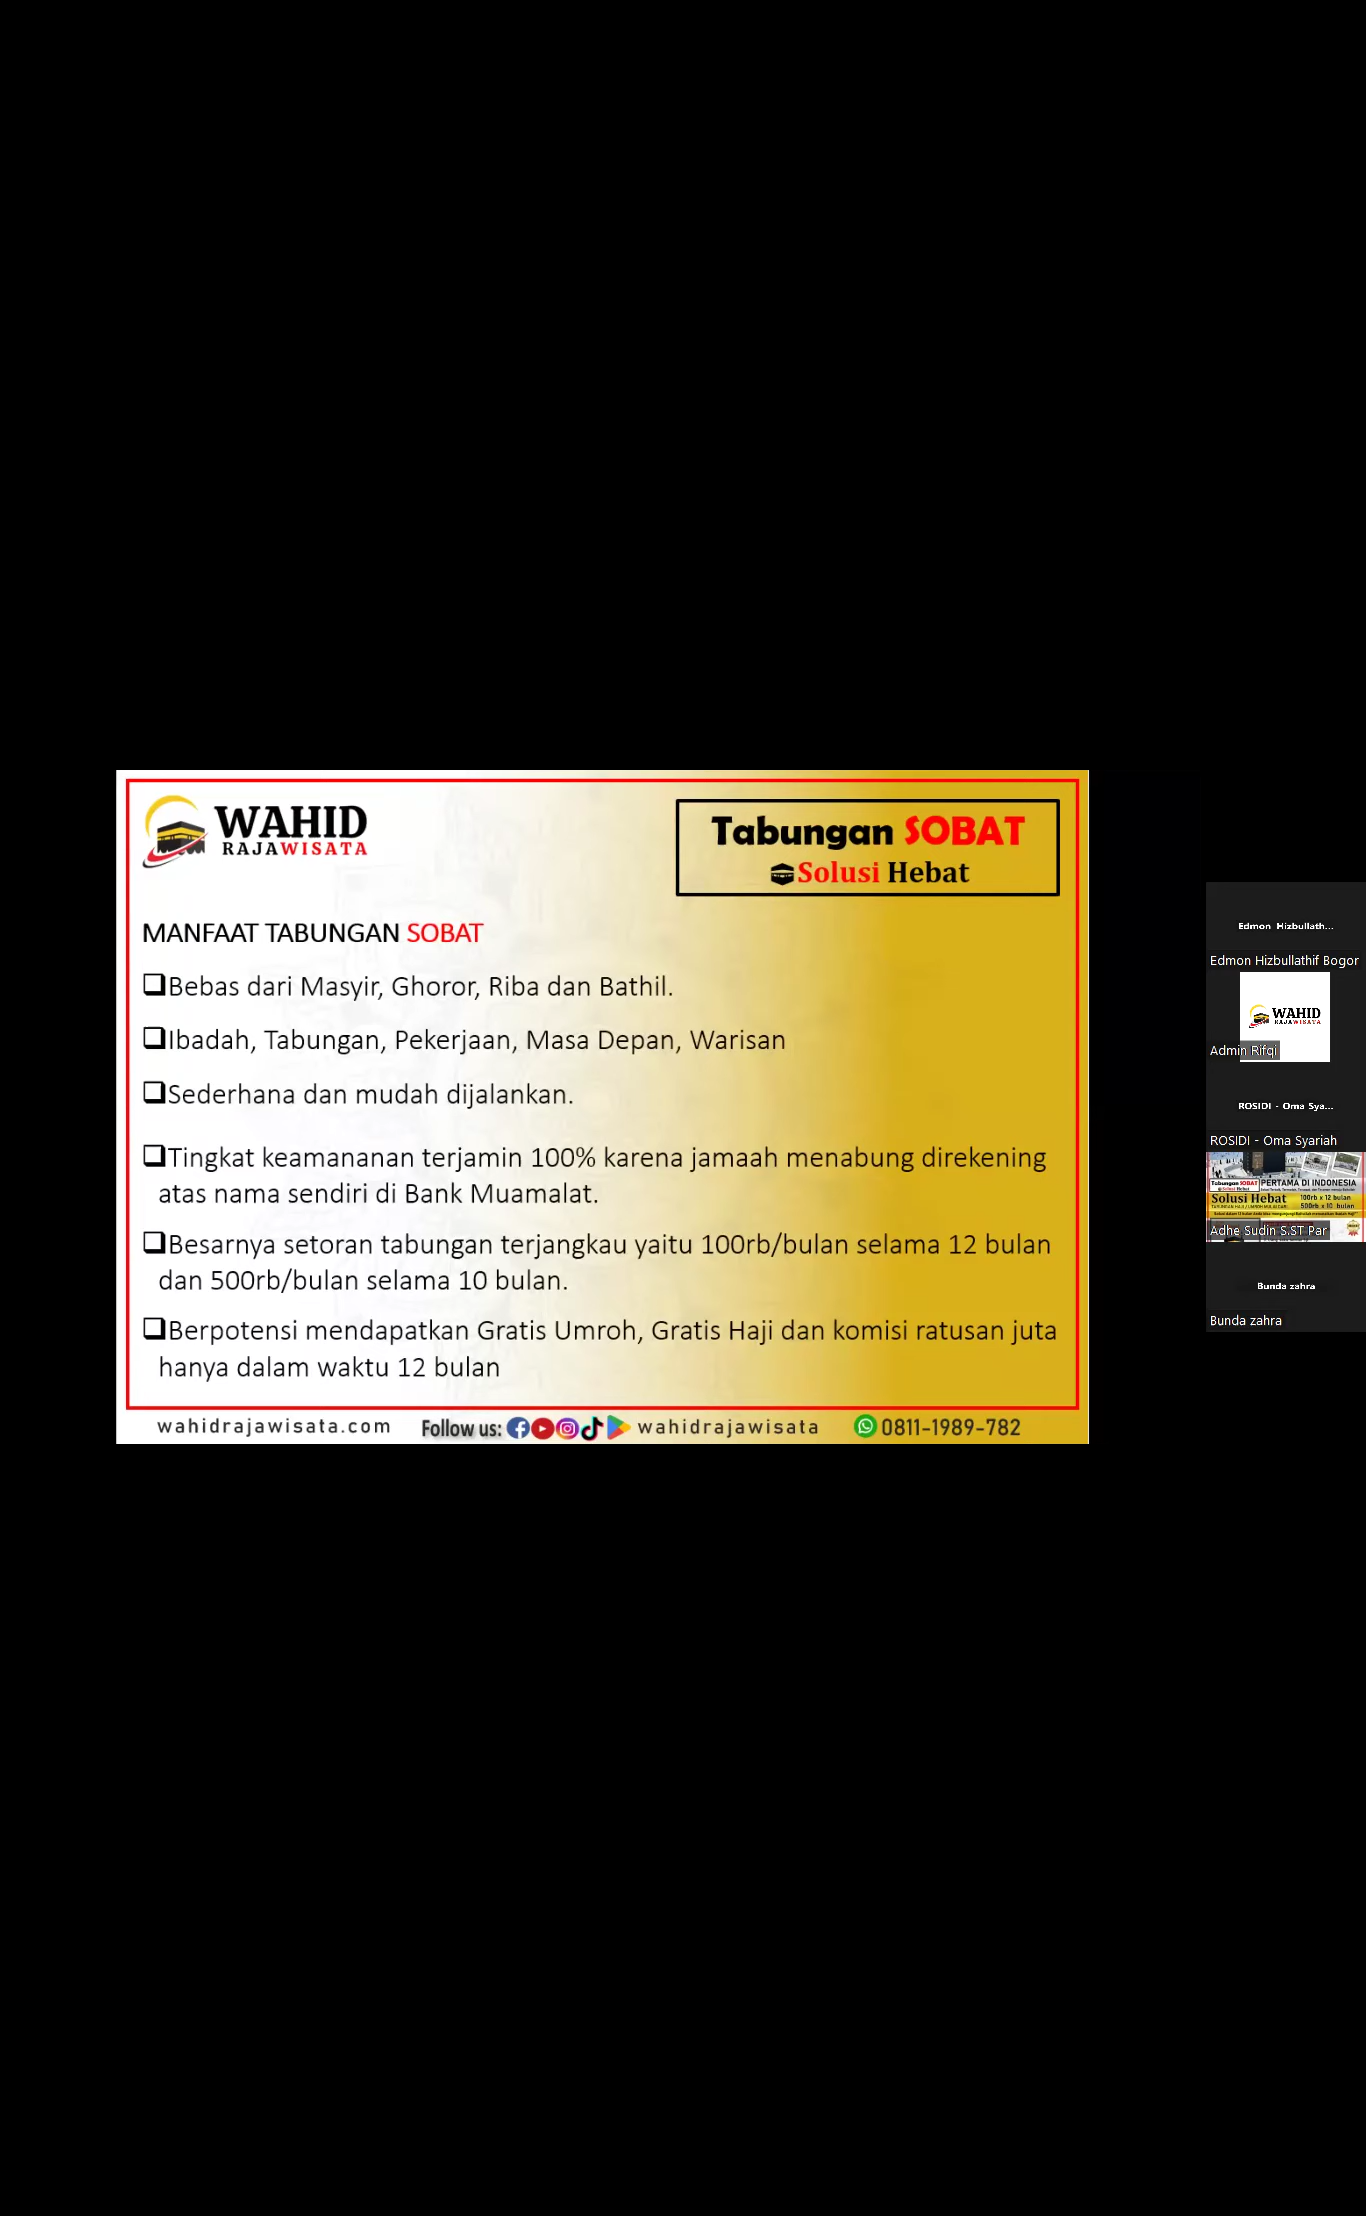 WAHID
RAJAWISATA
Tabungan SOBAT
Solusi Hebat
MANFAAT TABUNGAN SOBAT
❑Bebas dari Masyir, Ghoror, Riba dan Bathil.
❑Ibadah, Tabungan, Pekerjaan, Masa Depan, Warisan
❑Sederhana dan mudah dijalankan.
❑Tingkat keamananan terjamin 100% karena jamaah menabung direkening
atas nama sendiri di Bank Muamalat.
❑Besarnya setoran tabungan terjangkau yaitu 100rb/bulan selama 12 bulan
dan 500rb/bulan selama 10 bulan.
❑Berpotensi mendapatkan Gratis Umroh, Gratis Haji dan komisi ratusan juta
hanya dalam waktu 12 bulan
wahidrajawisata.com Follow us: wahidrajawisata 0811-1989-782
Edmon Hizbullath...
Edmon Hizbullathif Bogor
WAHID
RAJAWISATA
Admin Rifqi
ROSIDI - Oma Sya...
ROSIDI - Oma Syariah
Tabungan SOBAT PERTAMA DI INDONESIA
Solusi Hebat
Solusi Hebat 100rb x 12 bulan
500rb x 10 bulan
Adhe Sudin S.ST Par
Bunda zahra
Bunda zahra